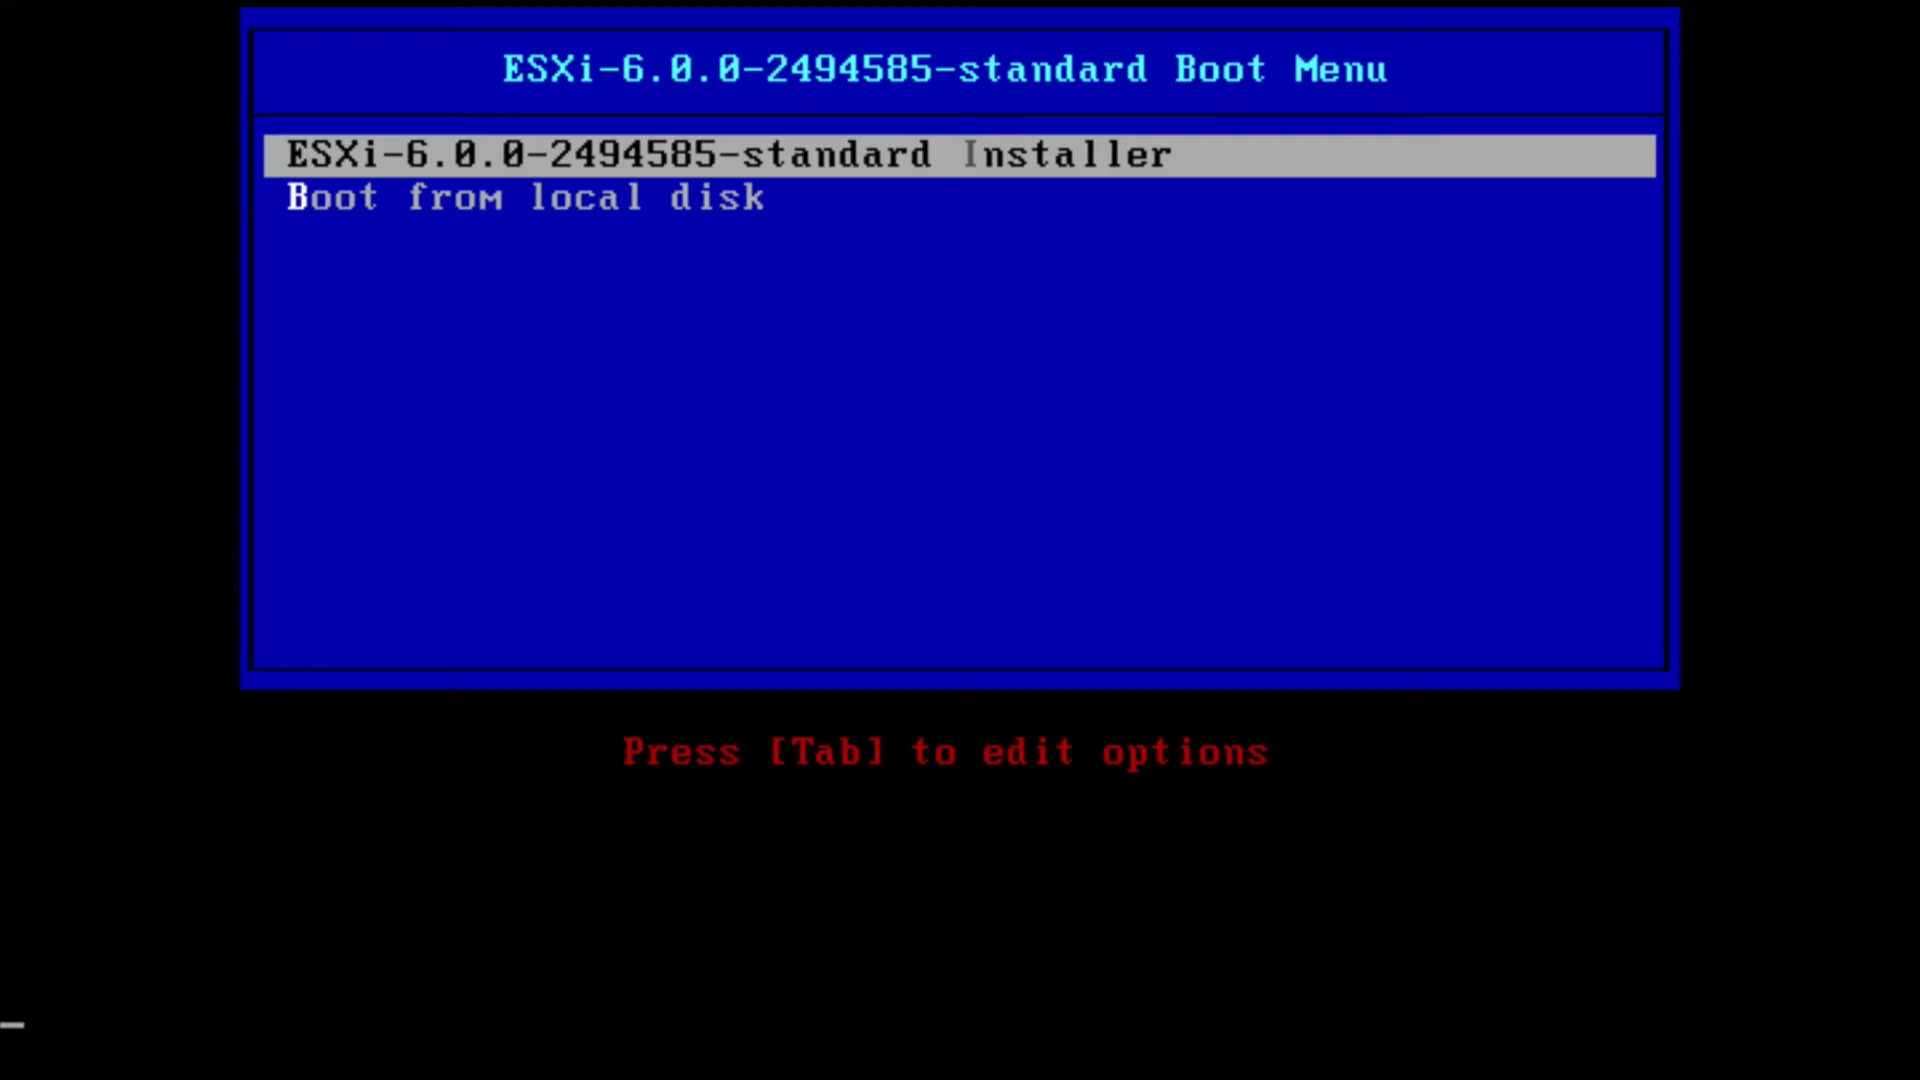 ESXi-6.0.0-2494585-standard Boot Menu
ESXi-6.0.0-2494585-standard Installer
Boot from local disk
Press [Tab] to edit options